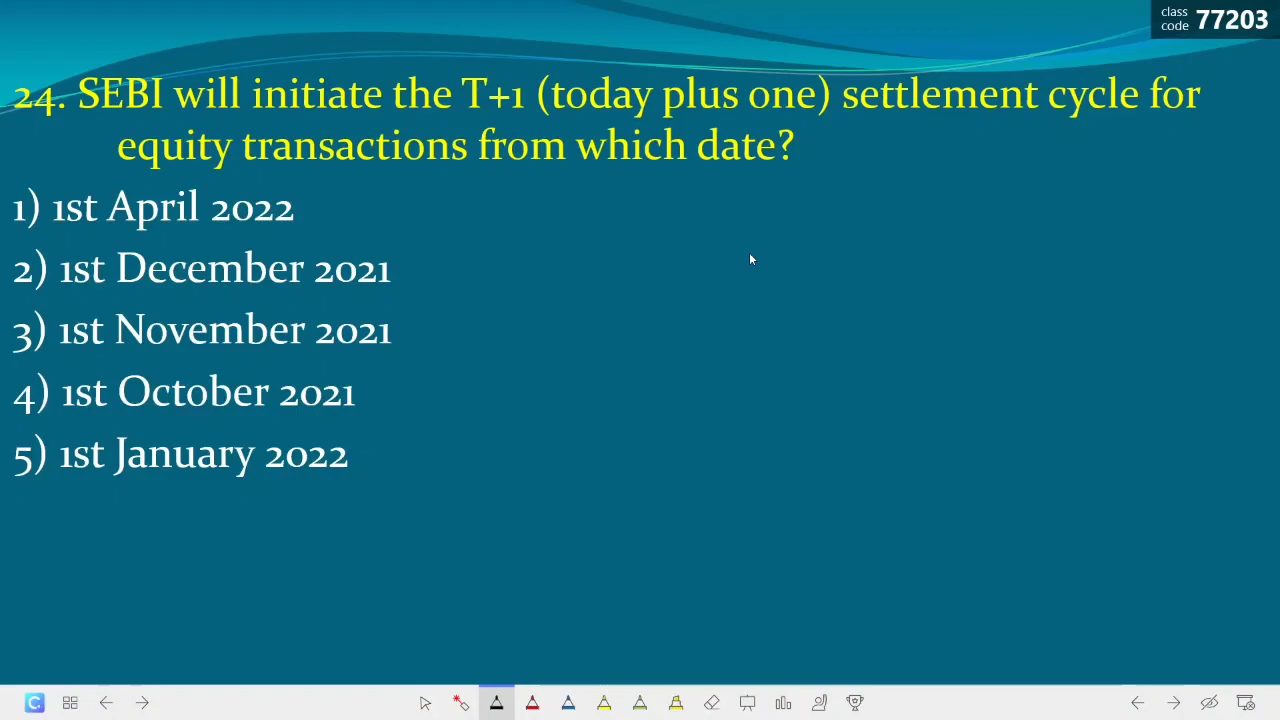 class
code 77203
24. SEBI will initiate the T+1 (today plus one) settlement cycle for
equity transactions from which date?
1) 1st April 2022
2) 1st December 2021
3) 1st November 2021
4) 1st October 2021
5) 1st January 2022